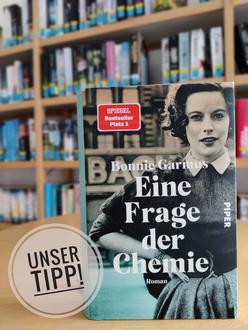 SPIEGEL
Bestseller
Platz 1
Bonnie Garmus
Eine
Frage
der
Chemie
Roman
PIPER
UNSER
TIPP!